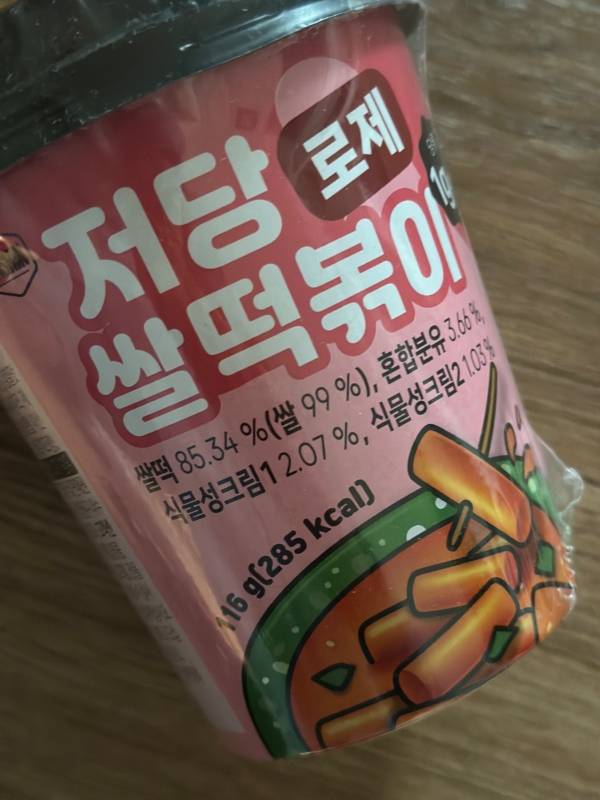 로제
저당
쌀떡볶이
쌀떡 85.34 %(쌀 99 %), 혼합분유 3.66 %,
식물성크림1 2.07 %, 식물성크림2 1.03 %
116 g(285 kcal)